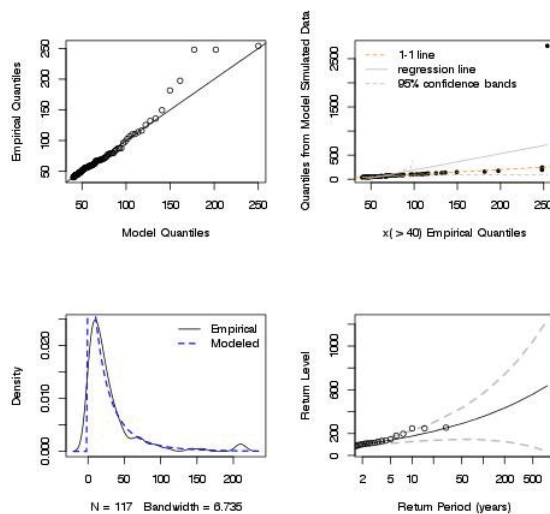 Empirical Quantiles
50 100 150 200 250
50 100 150 200 250
Model Quantiles
Quantiles from Model Simulated Data
0 500 1500 2500
1-1 line
regression line
95% confidence bands
50 100 150 200 250
x( > 40) Empirical Quantiles
Density
0.000 0.010 0.020
Empirical
Modeled
0 50 100 150 200
N = 117 Bandwidth = 6.735
Return Level
0 200 600 1000
2 5 10 20 50 100 200 500
Return Period (years)